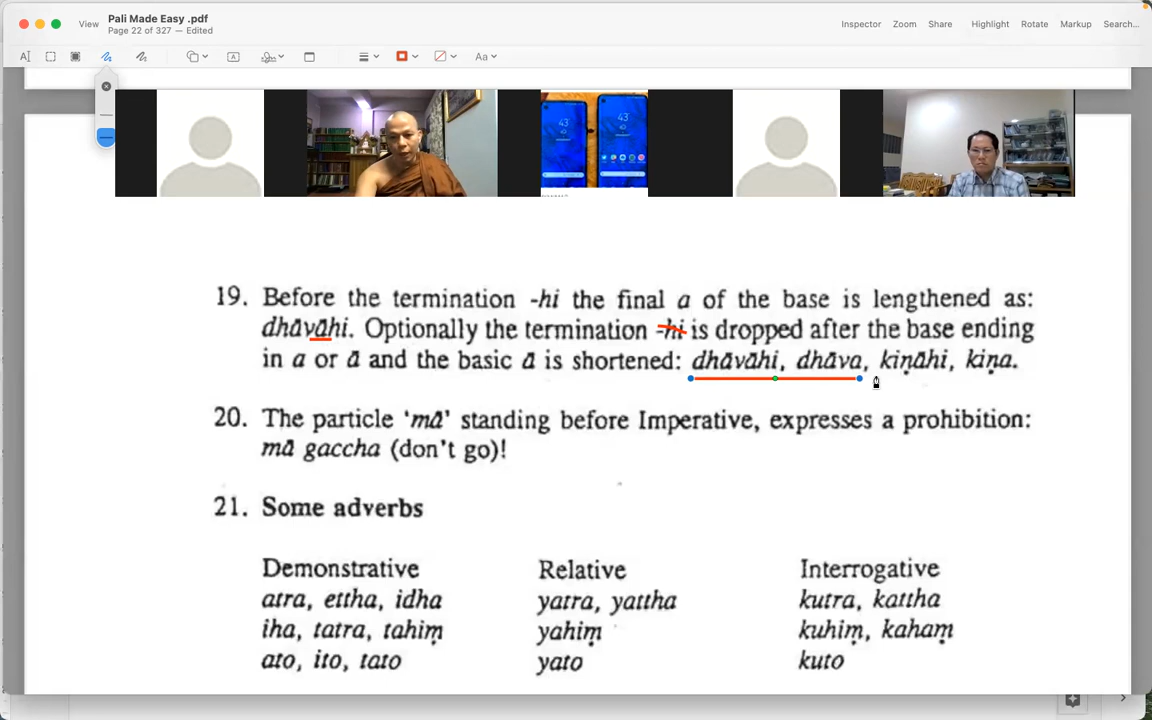 View
Pali Made Easy .pdf
Page 22 of 327 — Edited
Inspector Zoom Share Highlight Rotate Markup Search...
Aa
43
43
19. Before the termination -hi the final a of the base is lengthened as:
dhāvāhi. Optionally the termination -hi is dropped after the base ending
in a or ā and the basic ā is shortened: dhāvāhi, dhāva, kiṇāhi, kiṇa.
20. The particle 'mā' standing before Imperative, expresses a prohibition:
mā gaccha (don't go)!
21. Some adverbs
Demonstrative Relative Interrogative
atra, ettha, idha yatra, yattha kutra, kattha
iha, tatra, tahiṃ yahiṃ kuhiṃ, kahaṃ
ato, ito, tato yato kuto